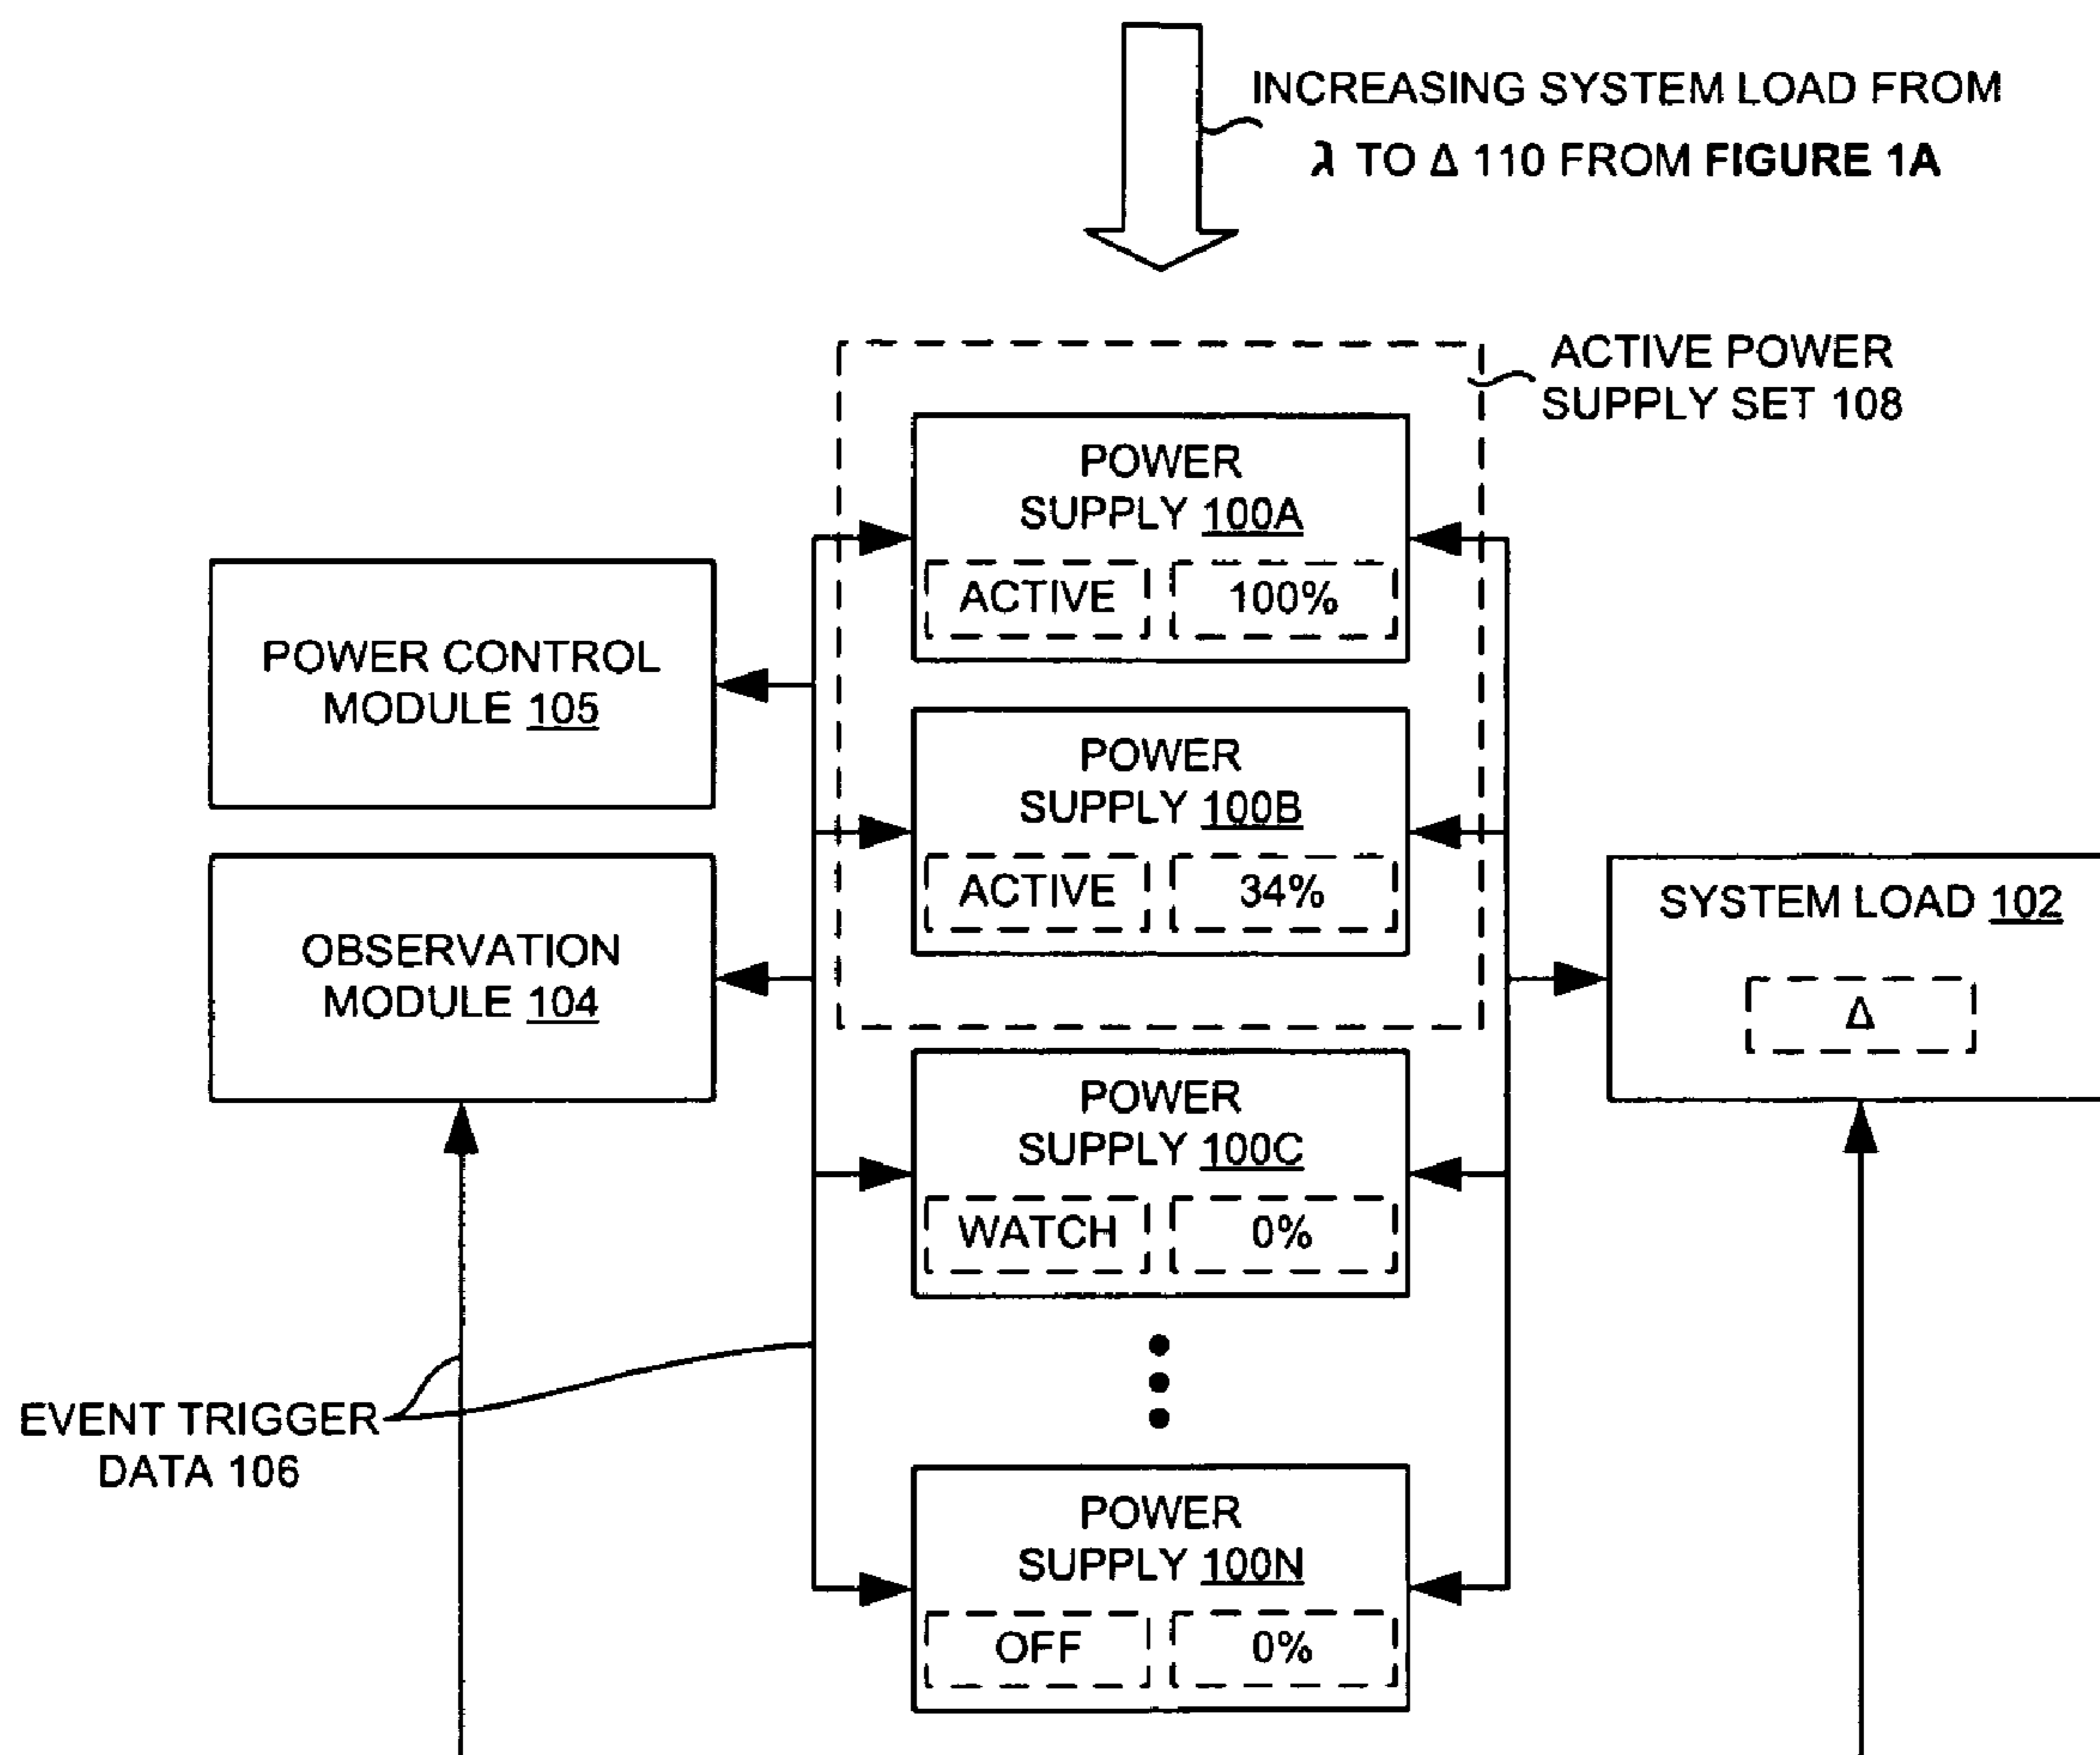 INCREASING SYSTEM LOAD FROM
λ TO Δ 110 FROM FIGURE 1A
ACTIVE POWER
SUPPLY SET 108
POWER
SUPPLY 100A
ACTIVE 100%
POWER CONTROL
MODULE 105
POWER
SUPPLY 100B
ACTIVE 34%
SYSTEM LOAD 102
Δ
OBSERVATION
MODULE 104
POWER
SUPPLY 100C
WATCH 0%
EVENT TRIGGER
DATA 106
POWER
SUPPLY 100N
OFF 0%